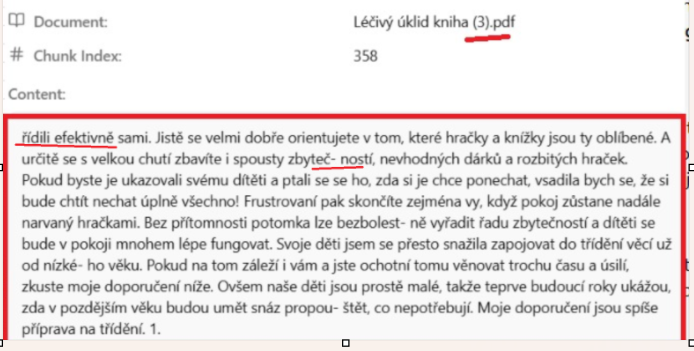 Document: Léčivý úklid kniha (3).pdf
# Chunk Index: 358
Content:
řídili efektivně sami. Jistě se velmi dobře orientujete v tom, které hračky a knížky jsou ty oblíbené. A
určitě se s velkou chutí zbavíte i spousty zbyteč- ností, nevhodných dárků a rozbitých hraček.
Pokud byste je ukazovali svému dítěti a ptali se se ho, zda si je chce ponechat, vsadila bych se, že si
bude chtít nechat úplně všechno! Frustrovaní pak skončíte zejména vy, když pokoj zůstane nadále
narvaný hračkami. Bez přítomnosti potomka lze bezbolest- ně vyřadit řadu zbytečností a dítěti se
bude v pokoji mnohem lépe fungovat. Svoje děti jsem se přesto snažila zapojovat do třídění věcí už
od nízké- ho věku. Pokud na tom záleží i vám a jste ochotní tomu věnovat trochu času a úsilí,
zkuste moje doporučení níže. Ovšem naše děti jsou prostě malé, takže teprve budoucí roky ukážou,
zda v pozdějším věku budou umět snáz propou- štět, co nepotřebují. Moje doporučení jsou spíše
příprava na třídění. 1.